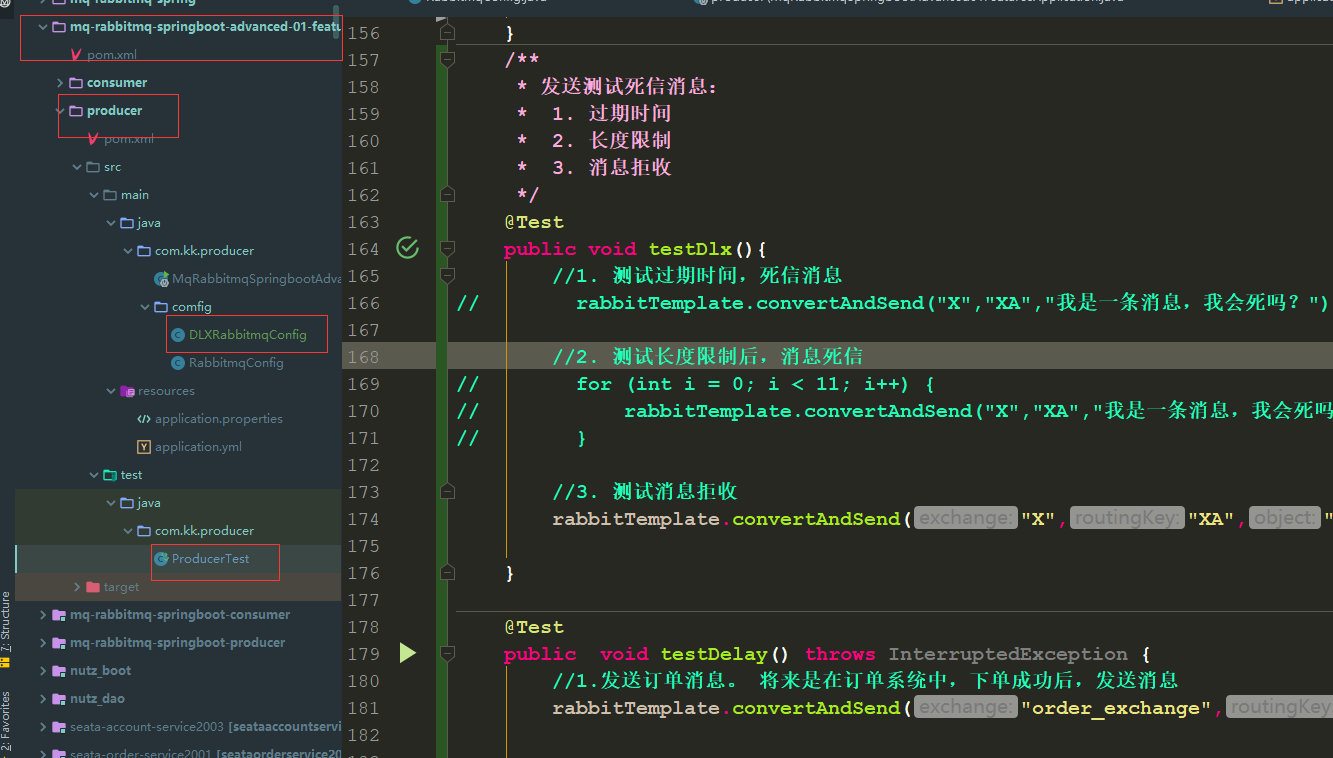 mq-rabbitmq-spring
mq-rabbitmq-springboot-advanced-01-featu
pom.xml
consumer
producer
pom.xml
src
main
java
com.kk.producer
MqRabbitmqSpringbootAdva
comfig
DLXRabbitmqConfig
RabbitmqConfig
resources
application.properties
application.yml
test
java
com.kk.producer
ProducerTest
target
mq-rabbitmq-springboot-consumer
mq-rabbitmq-springboot-producer
nutz_boot
nutz_dao
seata-account-service2003 [seataaccountservi
seata-order-service2001 [seataorderservice20
7: Structure
2: Favorites
156 }
157 /**
158 * 发送测试死信消息:
159 * 1. 过期时间
160 * 2. 长度限制
161 * 3. 消息拒收
162 */
163 @Test
164 public void testDlx(){
165 //1. 测试过期时间，死信消息
166 // rabbitTemplate.convertAndSend("X","XA","我是一条消息，我会死吗？")
167
168 //2. 测试长度限制后，消息死信
169 // for (int i = 0; i < 11; i++) {
170 // rabbitTemplate.convertAndSend("X","XA","我是一条消息，我会死吗
171 // }
172
173 //3. 测试消息拒收
174 rabbitTemplate.convertAndSend( exchange: "X", routingKey: "XA", object: "
175
176 }
177
178 @Test
179 public void testDelay() throws InterruptedException {
180 //1.发送订单消息。 将来是在订单系统中，下单成功后，发送消息
181 rabbitTemplate.convertAndSend( exchange: "order_exchange", routingKey
182